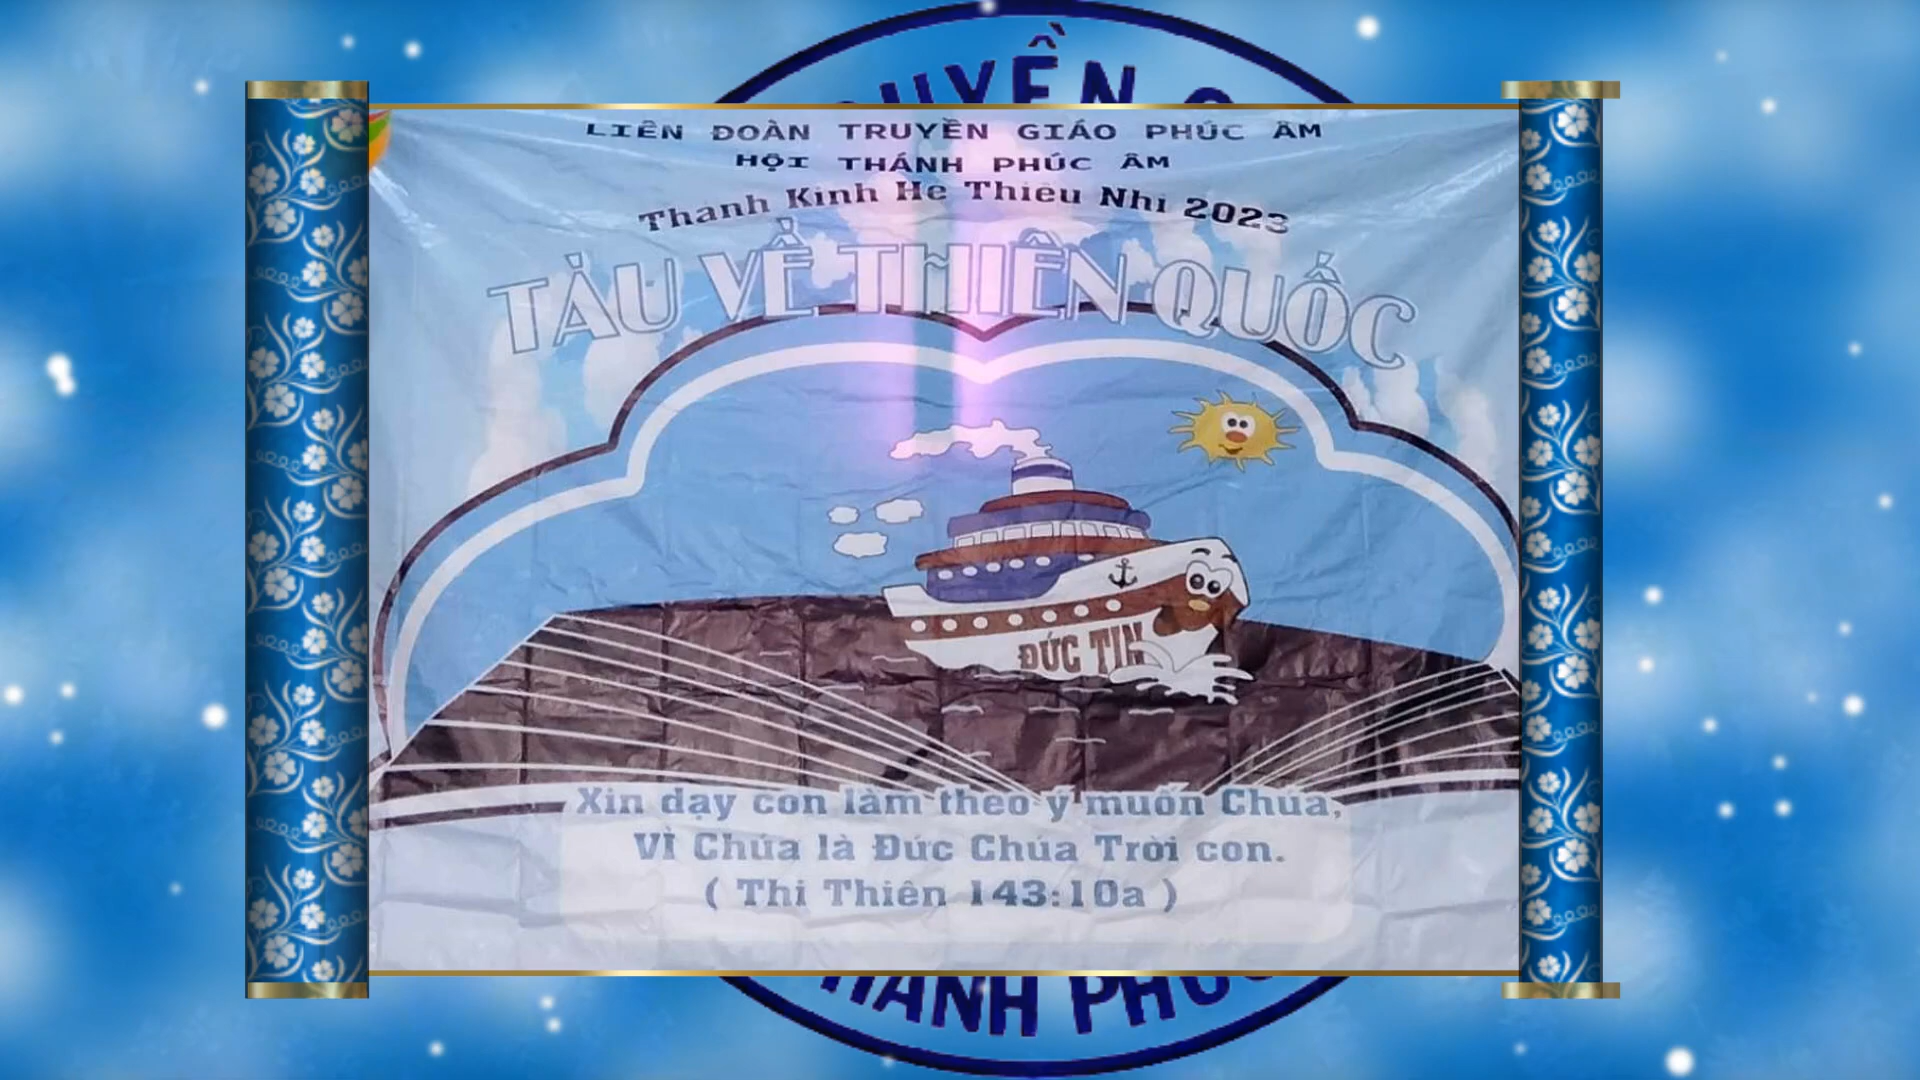 LIÊN ĐOÀN TRUYỀN GIÁO PHÚC ÂM
HỘI THÁNH PHÚC ÂM
Thanh Kinh He Thieu Nhi 2023
TÀU VỀ THIÊN QUỐC
ĐỨC TIN
Xin dạy con làm theo ý muốn Chúa,
VÌ Chúa là Đức Chúa Trời con.
( Thi Thiên 143:10a )